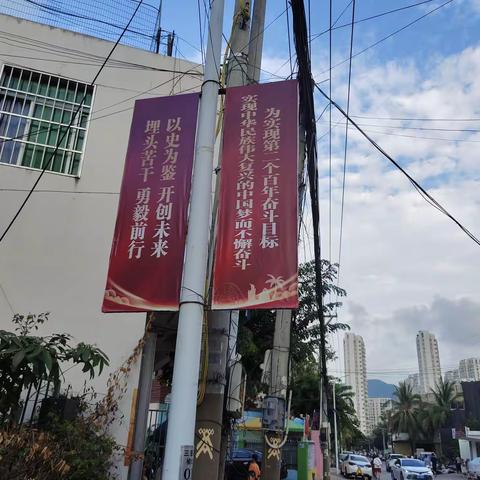 以史为鉴 开创未来
埋头苦干 勇毅前行
为实现第二个百年奋斗目标
实现中华民族伟大复兴的中国梦而不懈奋斗